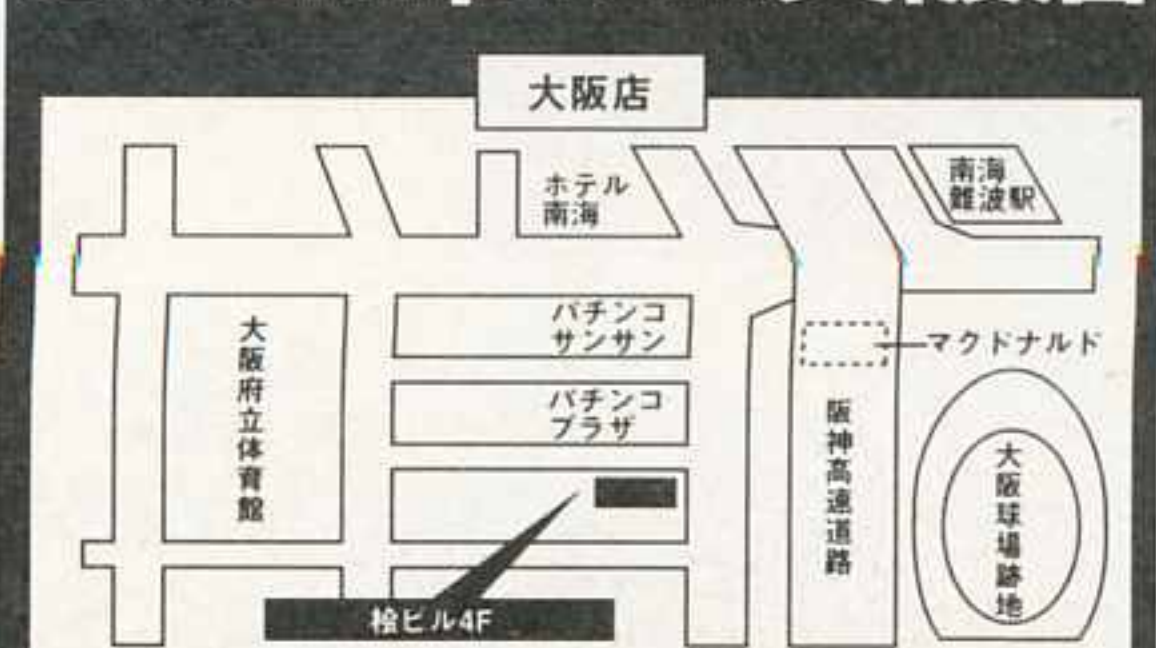 大阪店
ホテル
南海
南海
難波駅
パチンコ
サンサン
マクドナルド
大阪府立体育館
パチンコ
プラザ
阪神高速道路
大阪球場跡地
桧ビル4F